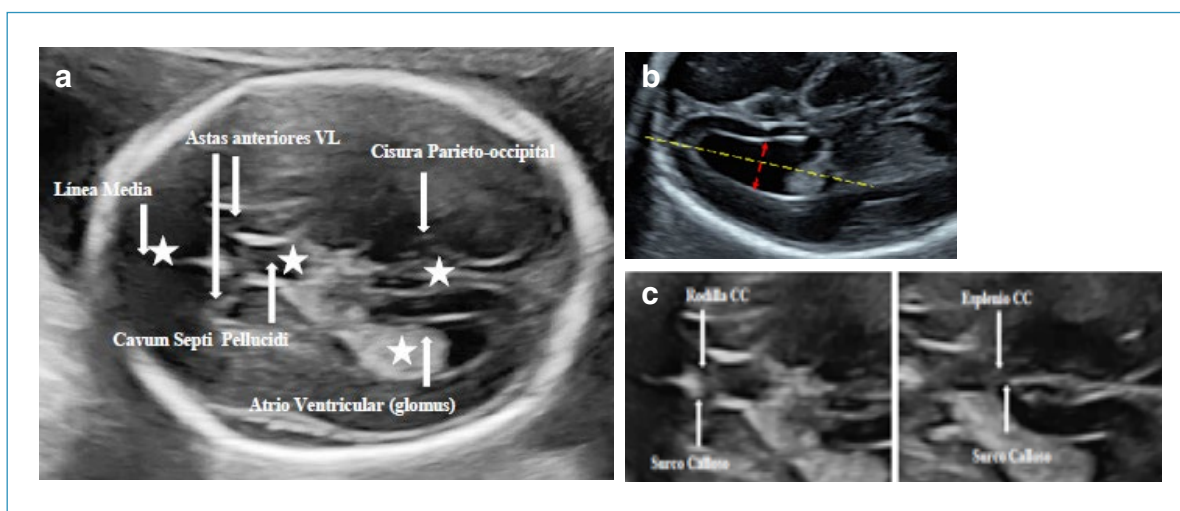 a
Astas anteriores VL
Cisura Parieto-occipital
Línea Media
Cavum Septi Pellucidi
Atrio Ventricular (glomus)
b
c
Rodilla CC
Esplenio CC
Surco Calloso
Surco Calloso